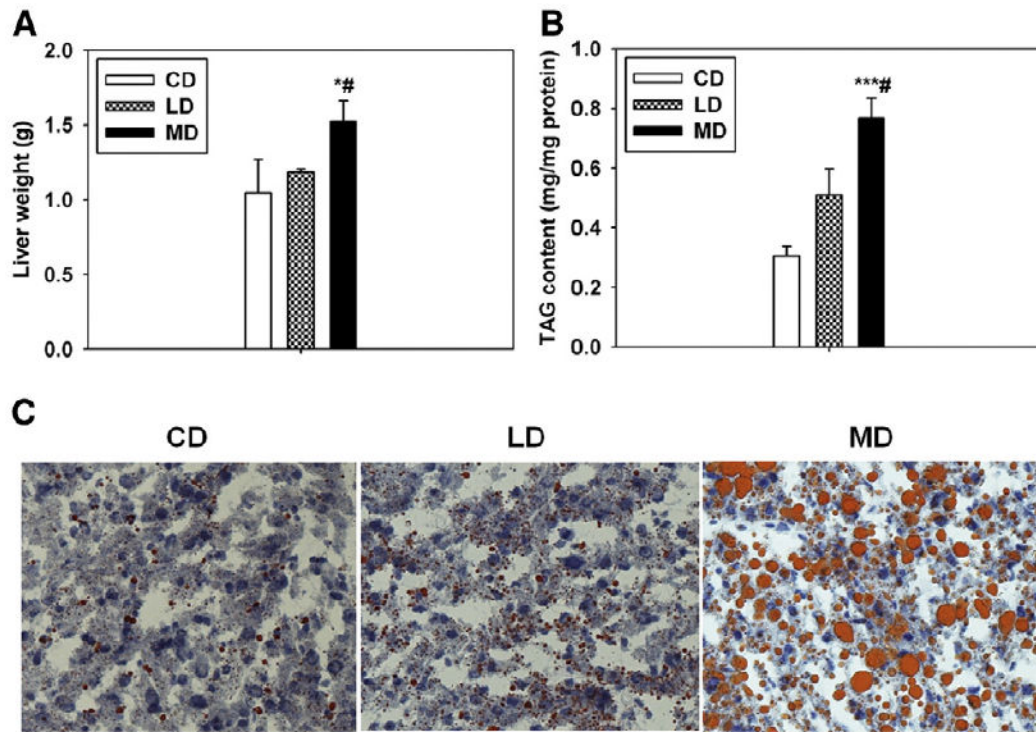 A
Liver weight (g)
2.0
1.5
1.0
0.5
0.0
CD
LD
MD
*#
B
TAG content (mg/mg protein)
1.0
0.8
0.6
0.4
0.2
0.0
CD
LD
MD
***#
C
CD
LD
MD